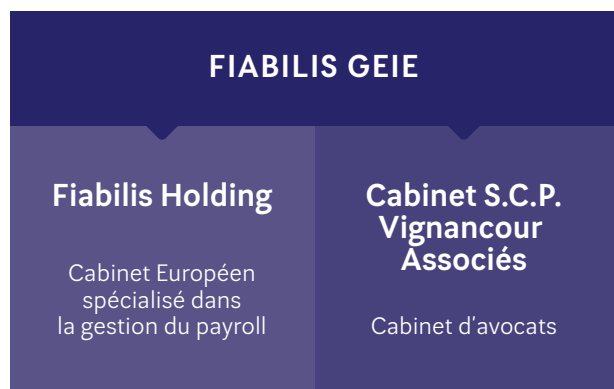 FIABILIS GEIE
Fiabilis Holding
Cabinet Européen
spécialisé dans
la gestion du payroll
Cabinet S.C.P.
Vignancour
Associés
Cabinet d'avocats